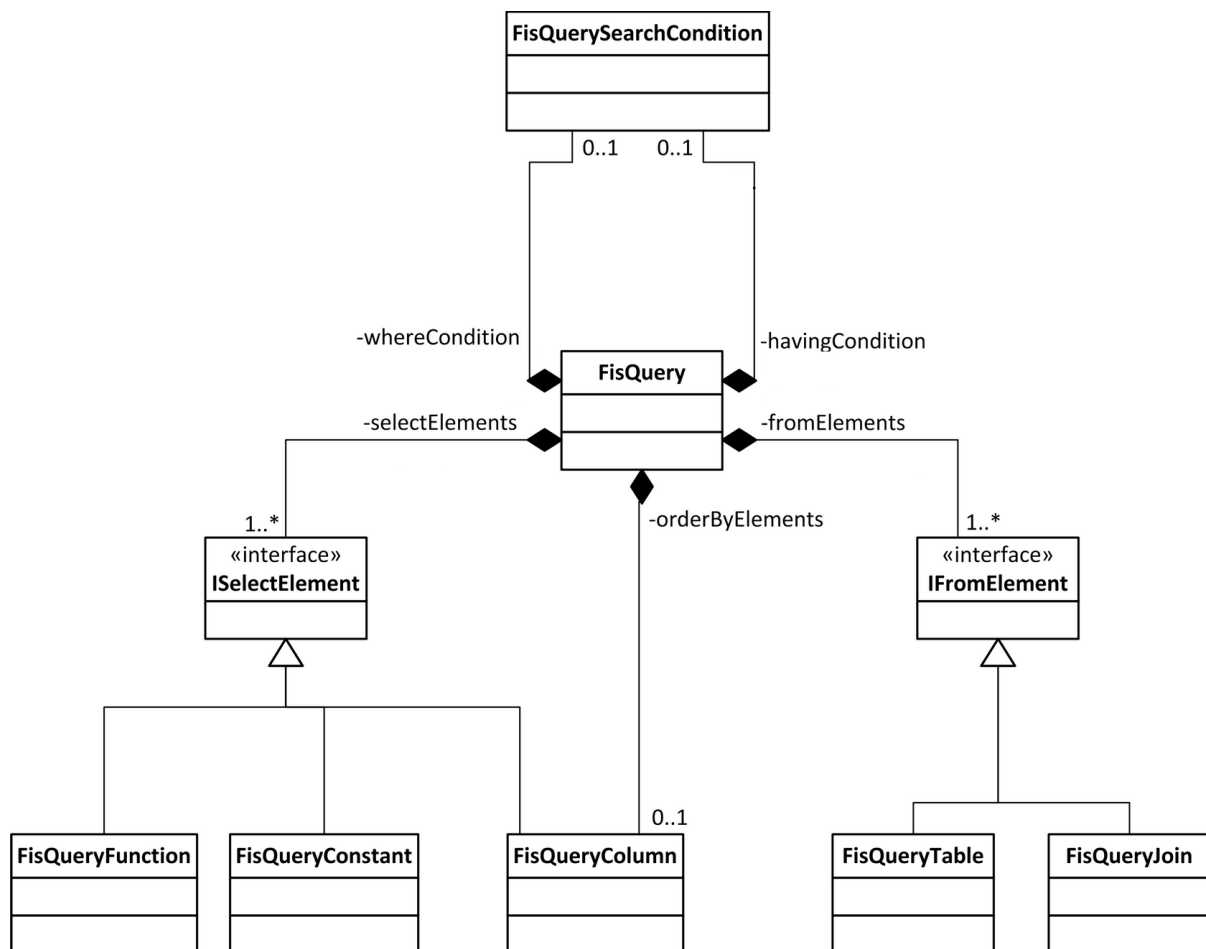 FisQuerySearchCondition
0..1
0..1
-whereCondition
-havingCondition
FisQuery
-selectElements
-fromElements
-orderByElements
1..*
1..*
«interface»
ISelectElement
«interface»
IFromElement
0..1
FisQueryFunction
FisQueryConstant
FisQueryColumn
FisQueryTable
FisQueryJoin